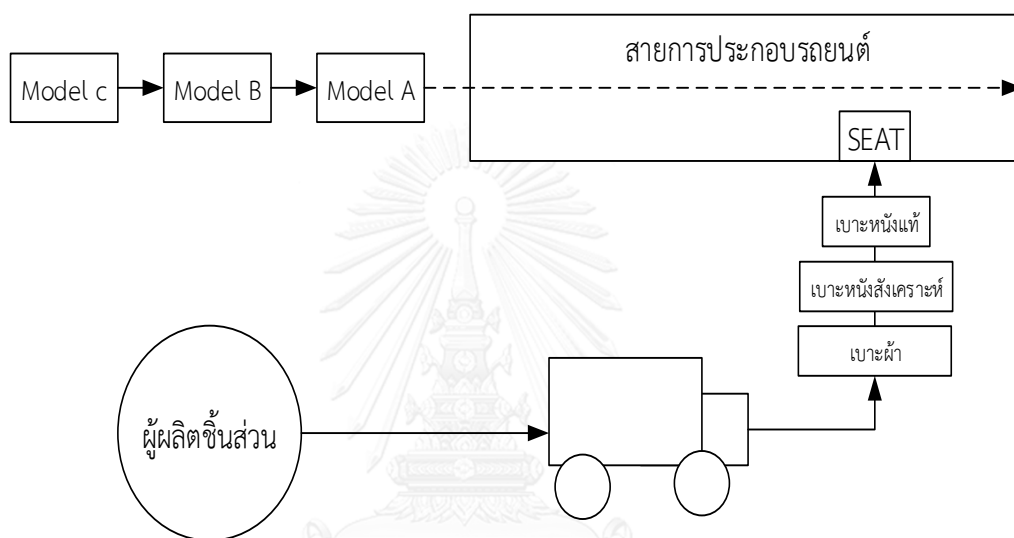 สายการประกอบรถยนต์
Model c
Model B
Model A
SEAT
เบาะหนังแท้
เบาะหนังสังเคราะห์
เบาะผ้า
ผู้ผลิตชิ้นส่วน